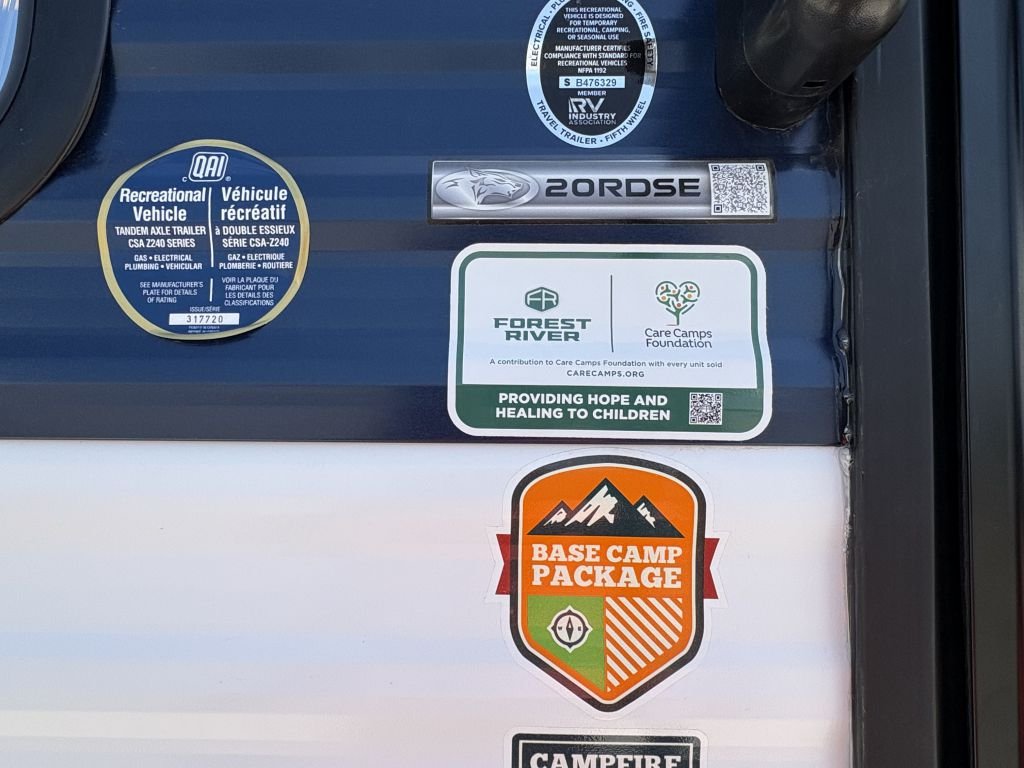 ELECTRICAL • FIRE SAFETY
THIS RECREATIONAL
VEHICLE IS DESIGNED
FOR TEMPORARY
RECREATIONAL, CAMPING,
OR SEASONAL USE
MANUFACTURER CERTIFIES
COMPLIANCE WITH STANDARD FOR
RECREATIONAL VEHICLES
NFPA 1192
S B476329
MEMBER
RV
INDUSTRY
ASSOCIATION
TRAVEL TRAILER • FIFTH WHEEL
C QAI ®
Recreational
Vehicle
TANDEM AXLE TRAILER
CSA Z240 SERIES
GAS • ELECTRICAL
PLUMBING • VEHICULAR
SEE MANUFACTURER'S
PLATE FOR DETAILS
OF RATING
Véhicule
récréatif
à DOUBLE ESSIEUX
SÉRIE CSA-Z240
GAZ • ELECTRIQUE
PLOMBERIE • ROUTIERE
VOIR LA PLAQUE DU
FABRICANT POUR
LES DETAILS DES
CLASSIFICATIONS
ISSUE/SÉRIE
317720
20RDSE
FR
FOREST
RIVER
Care Camps
Foundation
A contribution to Care Camps Foundation with every unit sold
CARECAMPS.ORG
PROVIDING HOPE AND
HEALING TO CHILDREN
BASE CAMP
PACKAGE
CAMPFIRE